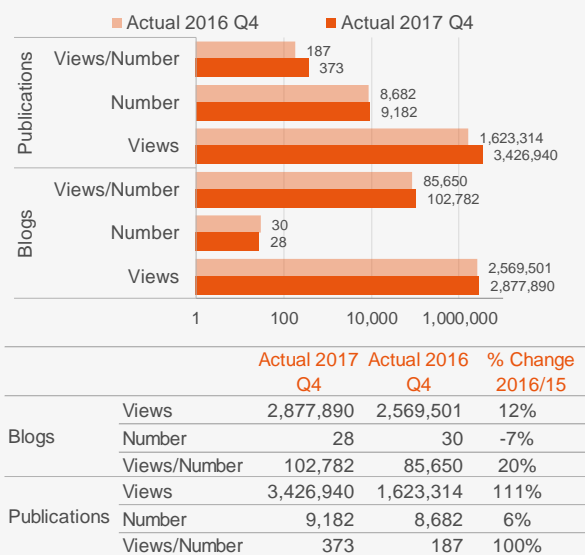 Actual 2016 Q4 Actual 2017 Q4
Publications
Views/Number 187
373
Number 8,682
9,182
Views 1,623,314
3,426,940
Blogs
Views/Number 85,650
102,782
Number 30
28
Views 2,569,501
2,877,890
1 100 10,000 1,000,000
Actual 2017 Actual 2016 % Change
Q4 Q4 2016/15
Views 2,877,890 2,569,501 12%
Blogs Number 28 30 -7%
Views/Number 102,782 85,650 20%
Views 3,426,940 1,623,314 111%
Publications Number 9,182 8,682 6%
Views/Number 373 187 100%